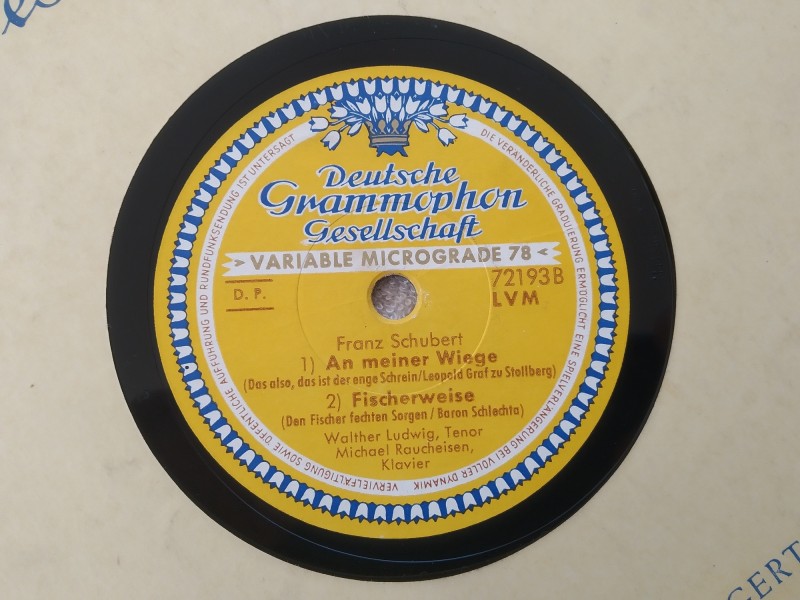 Deutsche
Grammophon
Gesellschaft
> VARIABLE MICROGRADE 78 <
D. P.
72193 B
LVM
Franz Schubert
1) An meiner Wiege
(Das also, das ist der enge Schrein/Leopold Graf zu Stollberg)
2) Fischerweise
(Den Fischer fechten Sorgen / Baron Schlechta)
Walther Ludwig, Tenor
Michael Raucheisen,
Klavier
DIE VERÄNDERLICHE GRADUIERUNG ERMÖGLICHT EINE SPIELVERLÄNGERUNG BEI VOLLER DYNAMIK
VERVIELFÄLTIGUNG SOWIE ÖFFENTLICHE AUFFÜHRUNG UND RUNDFUNKSENDUNG IST UNTERSAGT
GERT